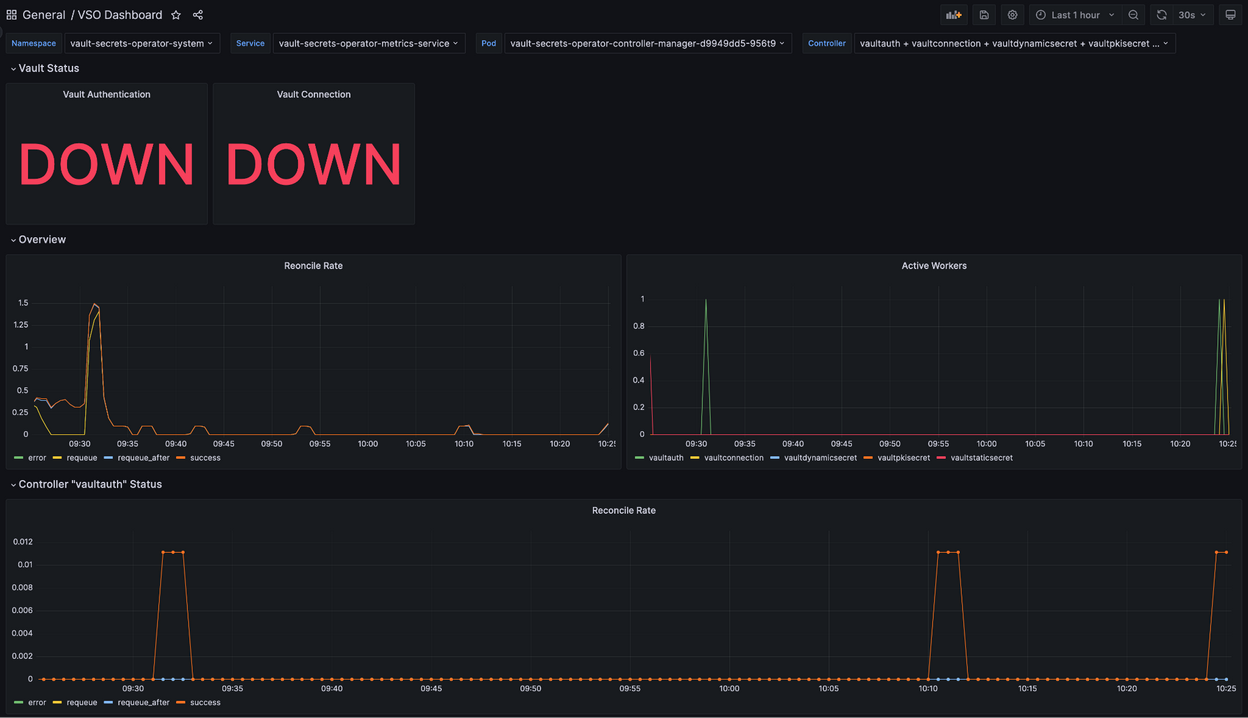 General / VSO Dashboard
Last 1 hour
30s
Namespace vault-secrets-operator-system Service vault-secrets-operator-metrics-service Pod vault-secrets-operator-controller-manager-d9949dd5-956t9 Controller vaultauth + vaultconnection + vaultdynamicsecret + vaultpkisecret ...
Vault Status
Vault Authentication
DOWN
Vault Connection
DOWN
Overview
Reoncile Rate
1.5
1.25
1
0.75
0.5
0.25
0
09:30 09:35 09:40 09:45 09:50 09:55 10:00 10:05 10:10 10:15 10:20 10:25
error requeue requeue_after success
Active Workers
1
0.8
0.6
0.4
0.2
0
09:30 09:35 09:40 09:45 09:50 09:55 10:00 10:05 10:10 10:15 10:20 10:25
vaultauth vaultconnection vaultdynamicsecret vaultpkisecret vaultstaticsecret
Controller "vaultauth" Status
Reconcile Rate
0.012
0.01
0.008
0.006
0.004
0.002
0
09:30 09:35 09:40 09:45 09:50 09:55 10:00 10:05 10:10 10:15 10:20 10:25
error requeue requeue_after success